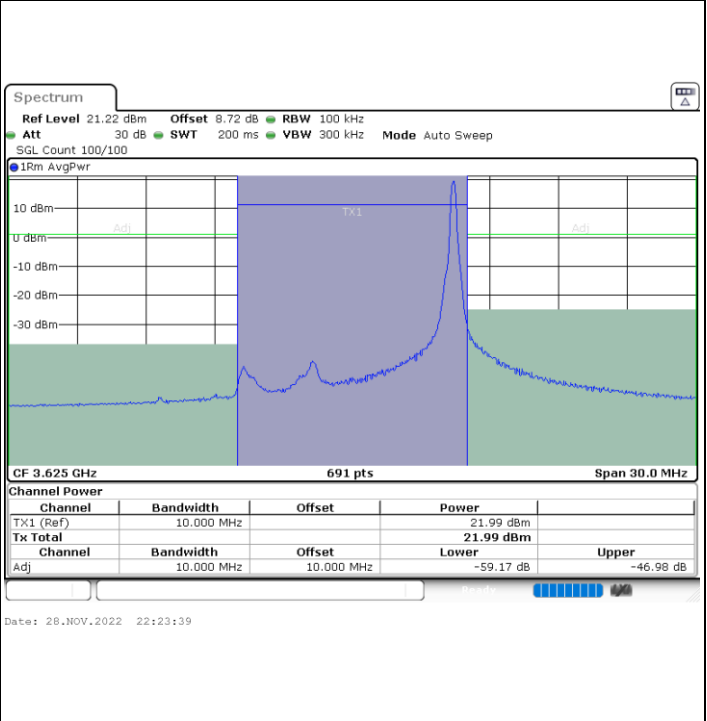 Spectrum
Ref Level 21.22 dBm Offset 8.72 dB RBW 100 kHz
Att 30 dB SWT 200 ms VBW 300 kHz Mode Auto Sweep
SGL Count 100/100
1Rm AvgPwr
10 dBm
TX1
Adj Adj
0 dBm
-10 dBm
-20 dBm
-30 dBm
CF 3.625 GHz 691 pts Span 30.0 MHz
Channel Power
Channel Bandwidth Offset Power
TX1 (Ref) 10.000 MHz 21.99 dBm
Tx Total 21.99 dBm
Channel Bandwidth Offset Lower Upper
Adj 10.000 MHz 10.000 MHz -59.17 dB -46.98 dB
Ready
Date: 28.NOV.2022 22:23:39